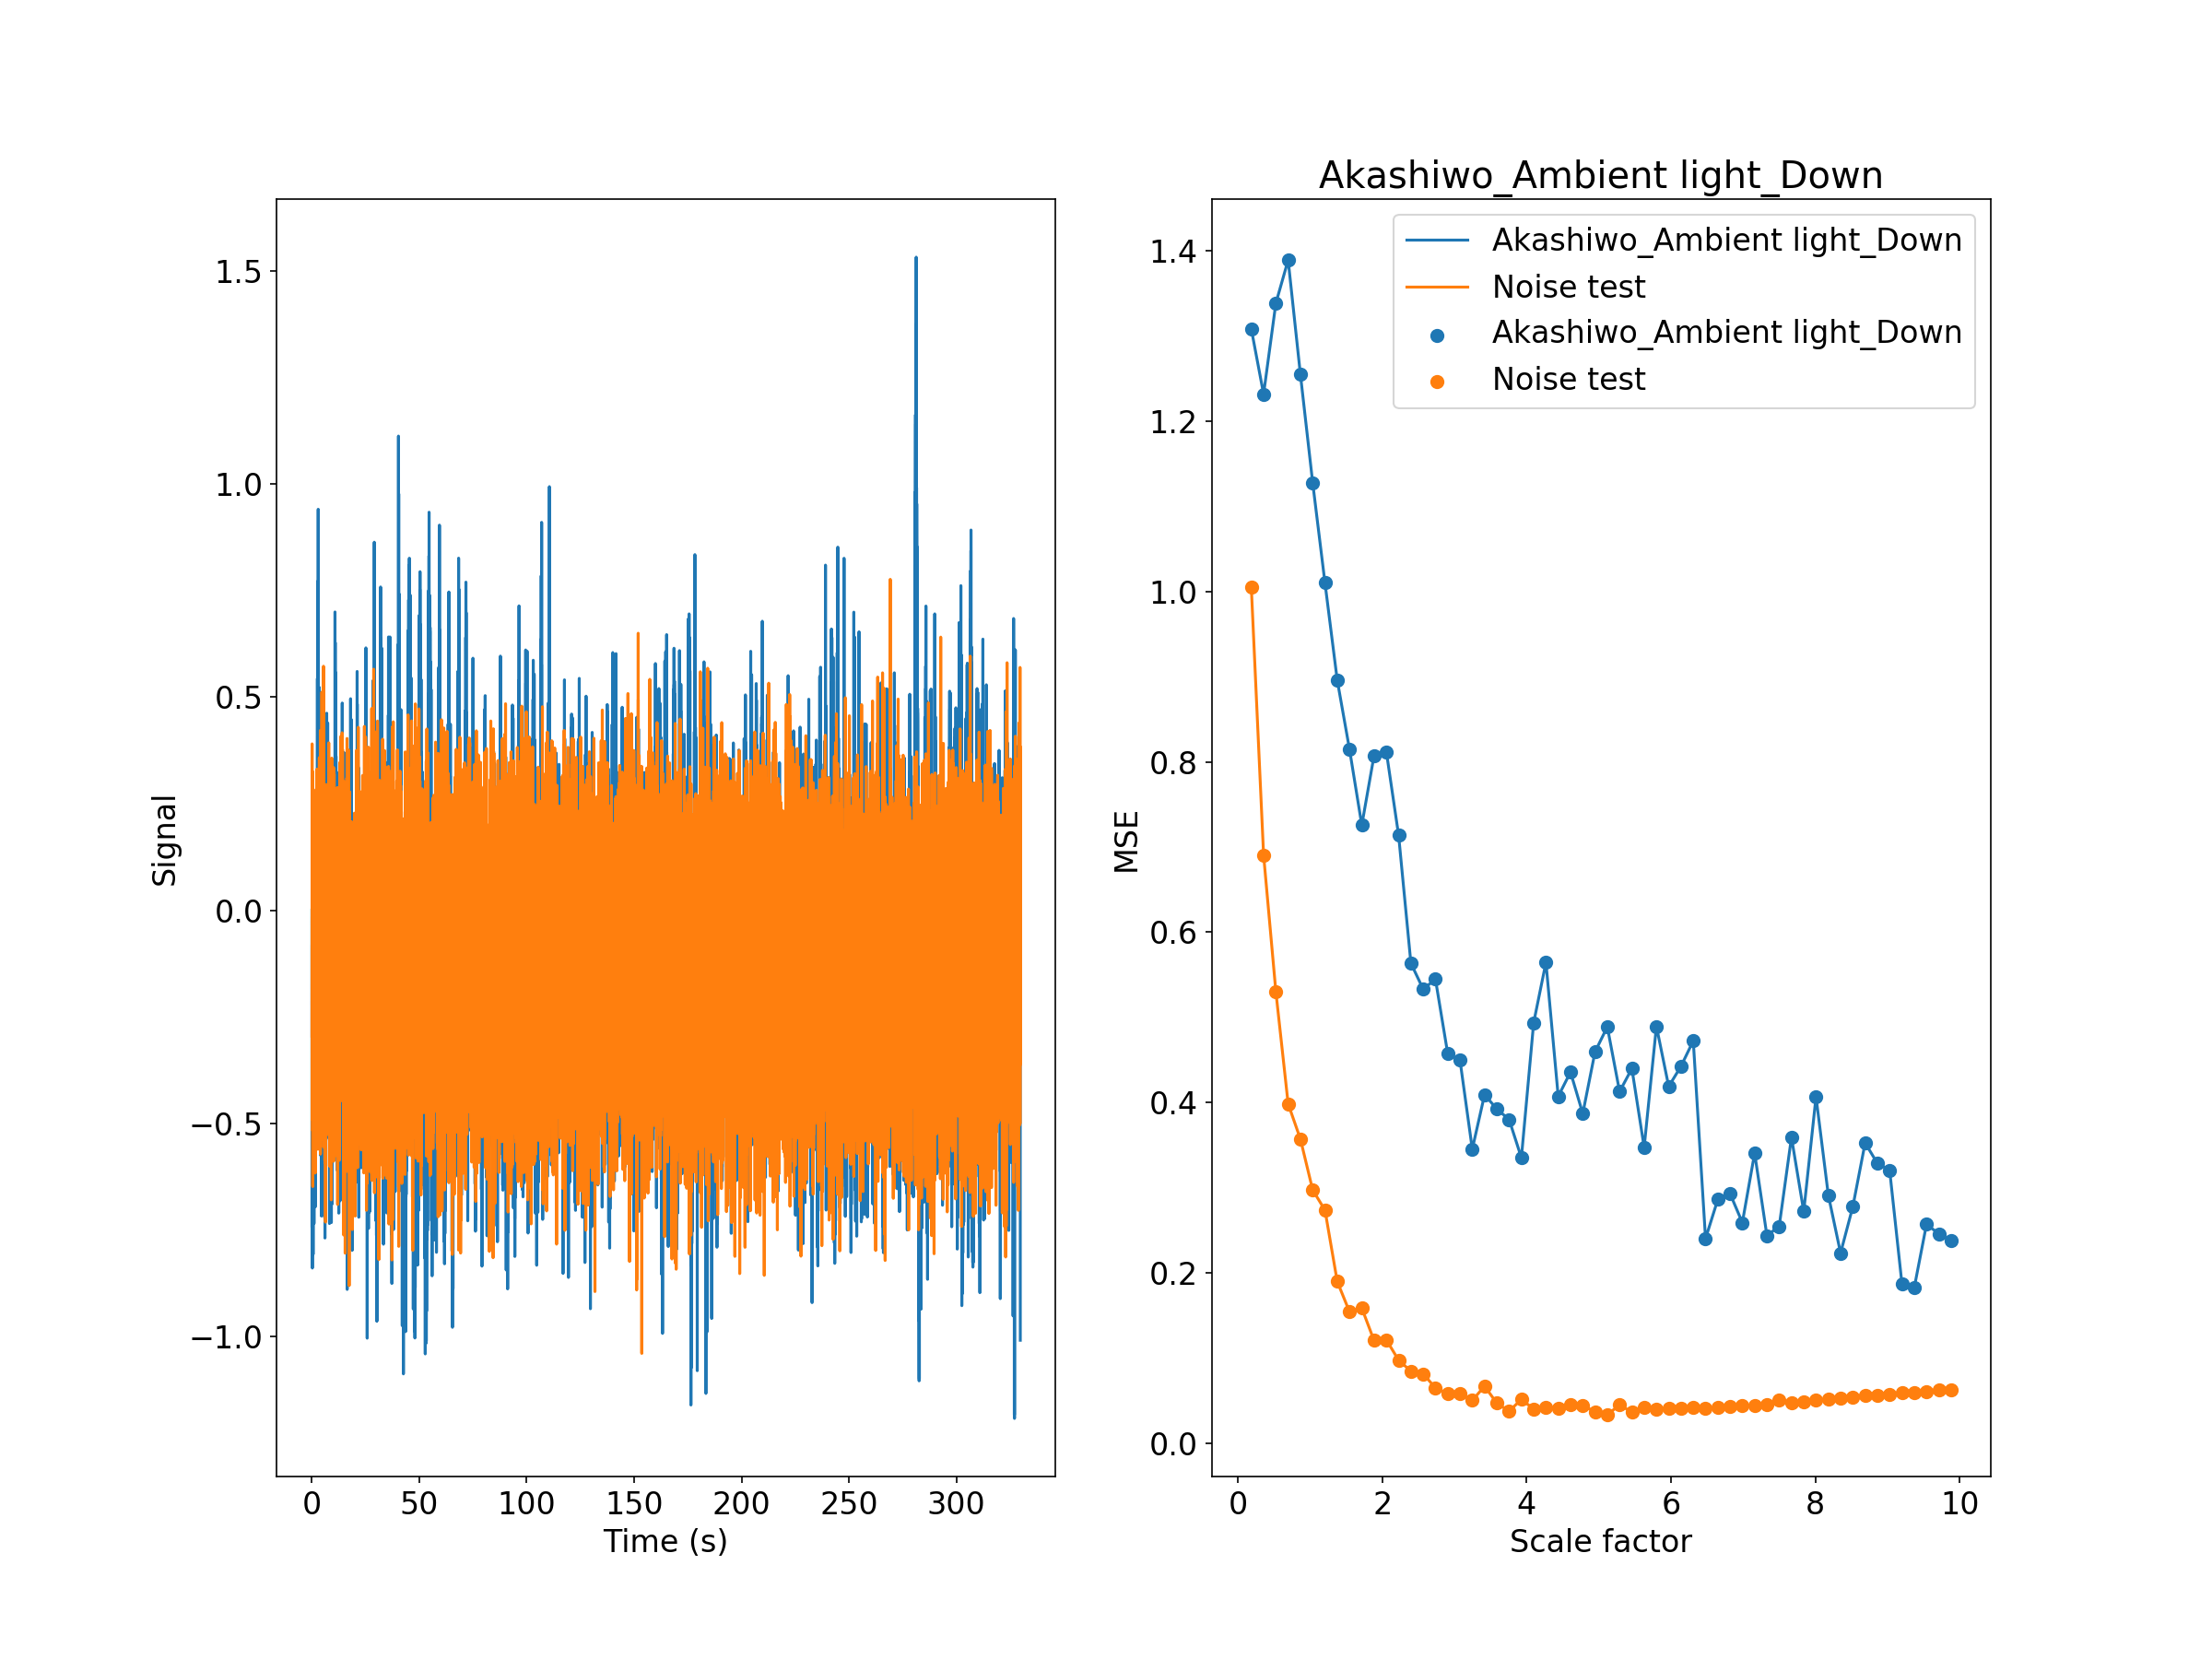 Akashiwo_Ambient light_Down
1.5
1.0
0.5
0.0
−0.5
−1.0
Signal
0 50 100 150 200 250 300
Time (s)
1.4
1.2
1.0
0.8
0.6
0.4
0.2
0.0
MSE
Akashiwo_Ambient light_Down
Noise test
Akashiwo_Ambient light_Down
Noise test
0 2 4 6 8 10
Scale factor